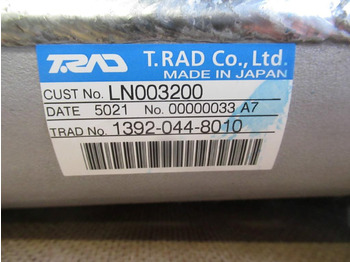 TRAD T.RAD Co., Ltd.
MADE IN JAPAN
CUST No. LN003200
DATE 5021 No. 00000033 A7
TRAD No. 1392-044-8010